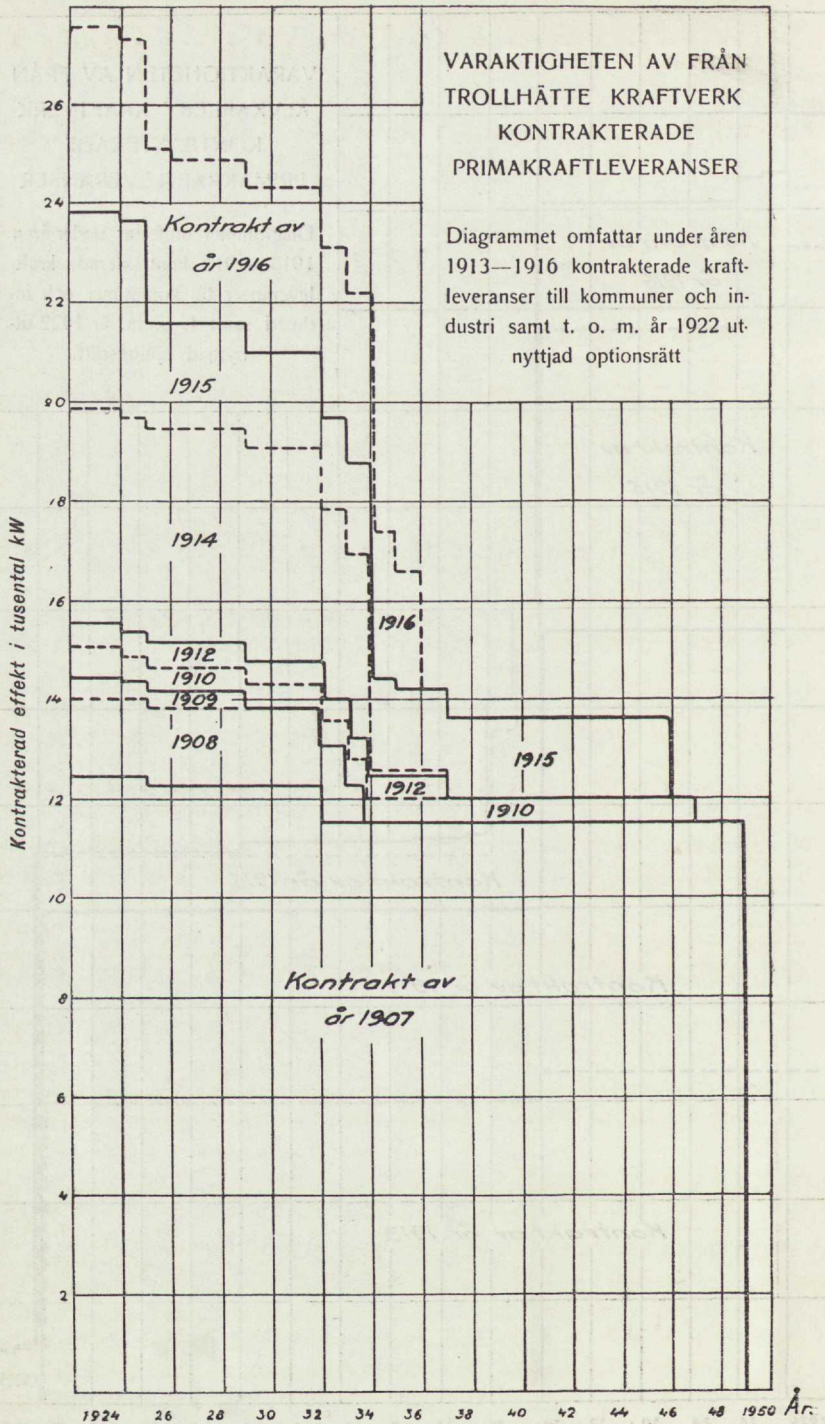 VARAKTIGHETEN AV FRÅN
TROLLHÄTTE KRAFTVERK
KONTRAKTERADE
PRIMAKRAFTLEVERANSER
Diagrammet omfattar under åren
1913—1916 kontrakterade kraft-
leveranser till kommuner och in-
dustri samt t. o. m. år 1922 ut-
nyttjad optionsrätt
Kontrakterad effekt i tusental kW
26
24
22
20
18
16
14
12
10
8
6
4
2
Kontrakt av
år 1916
1915
1914
1912
1910
1909
1908
1916
1915
1912
1910
Kontrakt av
år 1907
1924 26 28 30 32 34 36 38 40 42 44 46 48 1950 År.